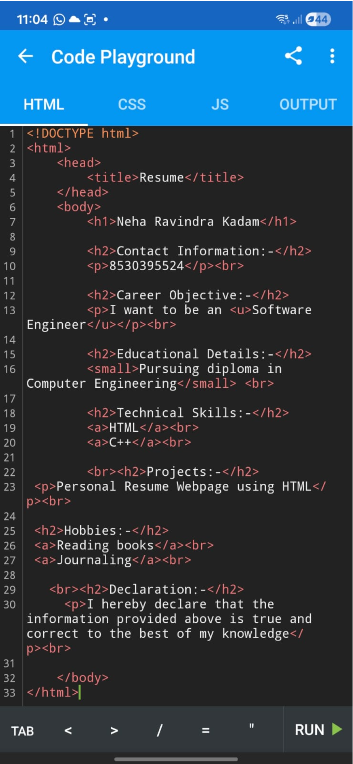 11:04
44
Code Playground
HTML CSS JS OUTPUT
1 <!DOCTYPE html>
2 <html>
3 <head>
4 <title>Resume</title>
5 </head>
6 <body>
7 <h1>Neha Ravindra Kadam</h1>
8
9 <h2>Contact Information:-</h2>
10 <p>8530395524</p><br>
11
12 <h2>Career Objective:-</h2>
13 <p>I want to be an <u>Software
Engineer</u></p><br>
14
15 <h2>Educational Details:-</h2>
16 <small>Pursuing diploma in
Computer Engineering</small> <br>
17
18 <h2>Technical Skills:-</h2>
19 <a>HTML</a><br>
20 <a>C++</a><br>
21
22 <br><h2>Projects:-</h2>
23 <p>Personal Resume Webpage using HTML</
p><br>
24
25 <h2>Hobbies:-</h2>
26 <a>Reading books</a><br>
27 <a>Journaling</a><br>
28
29 <br><h2>Declaration:-</h2>
30 <p>I hereby declare that the
information provided above is true and
correct to the best of my knowledge</
p><br>
31
32 </body>
33 </html>
TAB < > / = " RUN